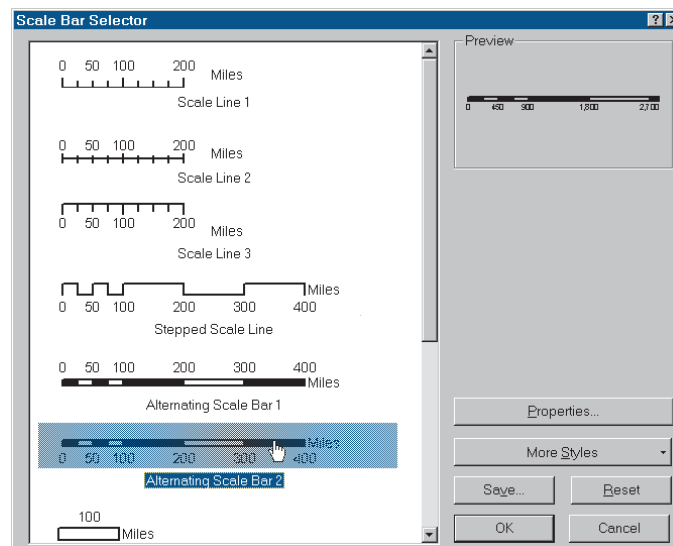 Scale Bar Selector
0 50 100 200 Miles
Scale Line 1
0 50 100 200 Miles
Scale Line 2
0 50 100 200 Miles
Scale Line 3
Miles
0 50 100 200 300 400
Stepped Scale Line
0 50 100 200 300 400
Miles
Alternating Scale Bar 1
Miles
0 50 100 200 300 400
Alternating Scale Bar 2
100
Miles
Preview
0 450 900 1,800 2,700
Properties...
More Styles
Save...
Reset
OK
Cancel